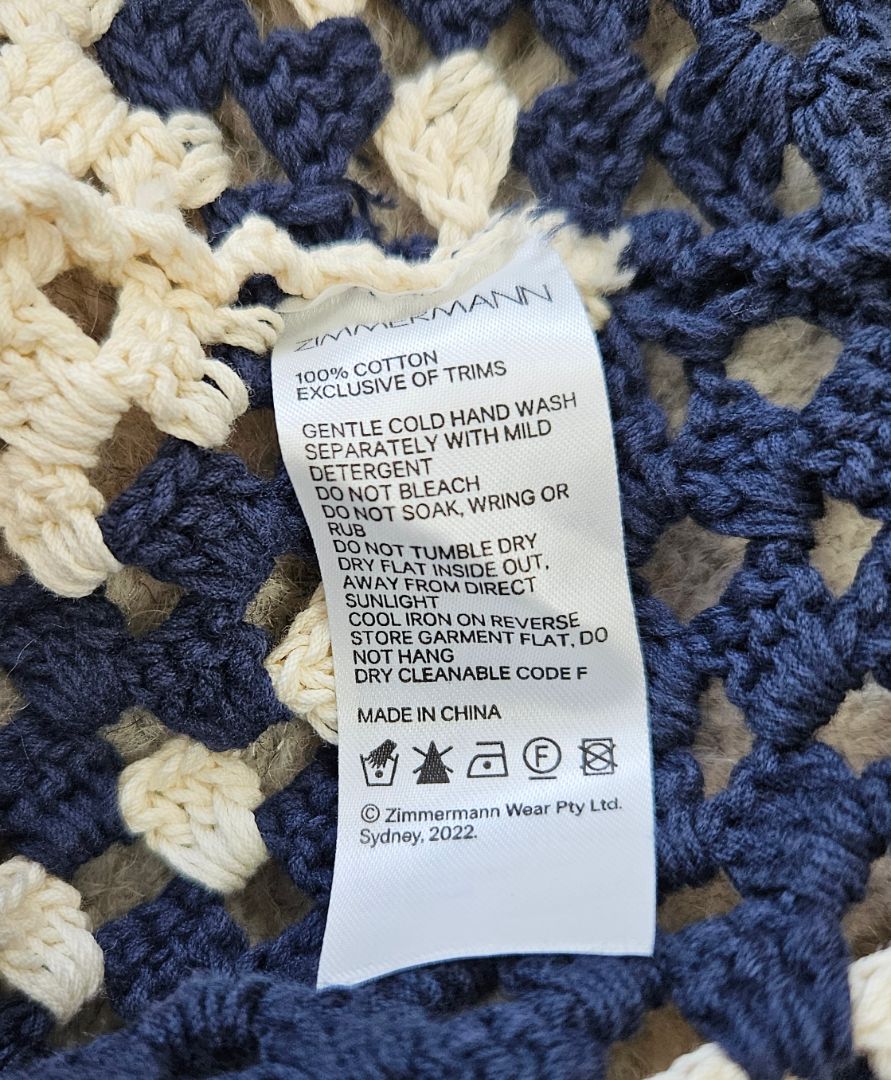 ZIMMERMANN
100% COTTON
EXCLUSIVE OF TRIMS
GENTLE COLD HAND WASH
SEPARATELY WITH MILD
DETERGENT
DO NOT BLEACH
DO NOT SOAK, WRING OR
RUB
DO NOT TUMBLE DRY
DRY FLAT INSIDE OUT,
AWAY FROM DIRECT
SUNLIGHT
COOL IRON ON REVERSE
STORE GARMENT FLAT, DO
NOT HANG
DRY CLEANABLE CODE F
MADE IN CHINA
F
© Zimmermann Wear Pty Ltd.
Sydney, 2022.